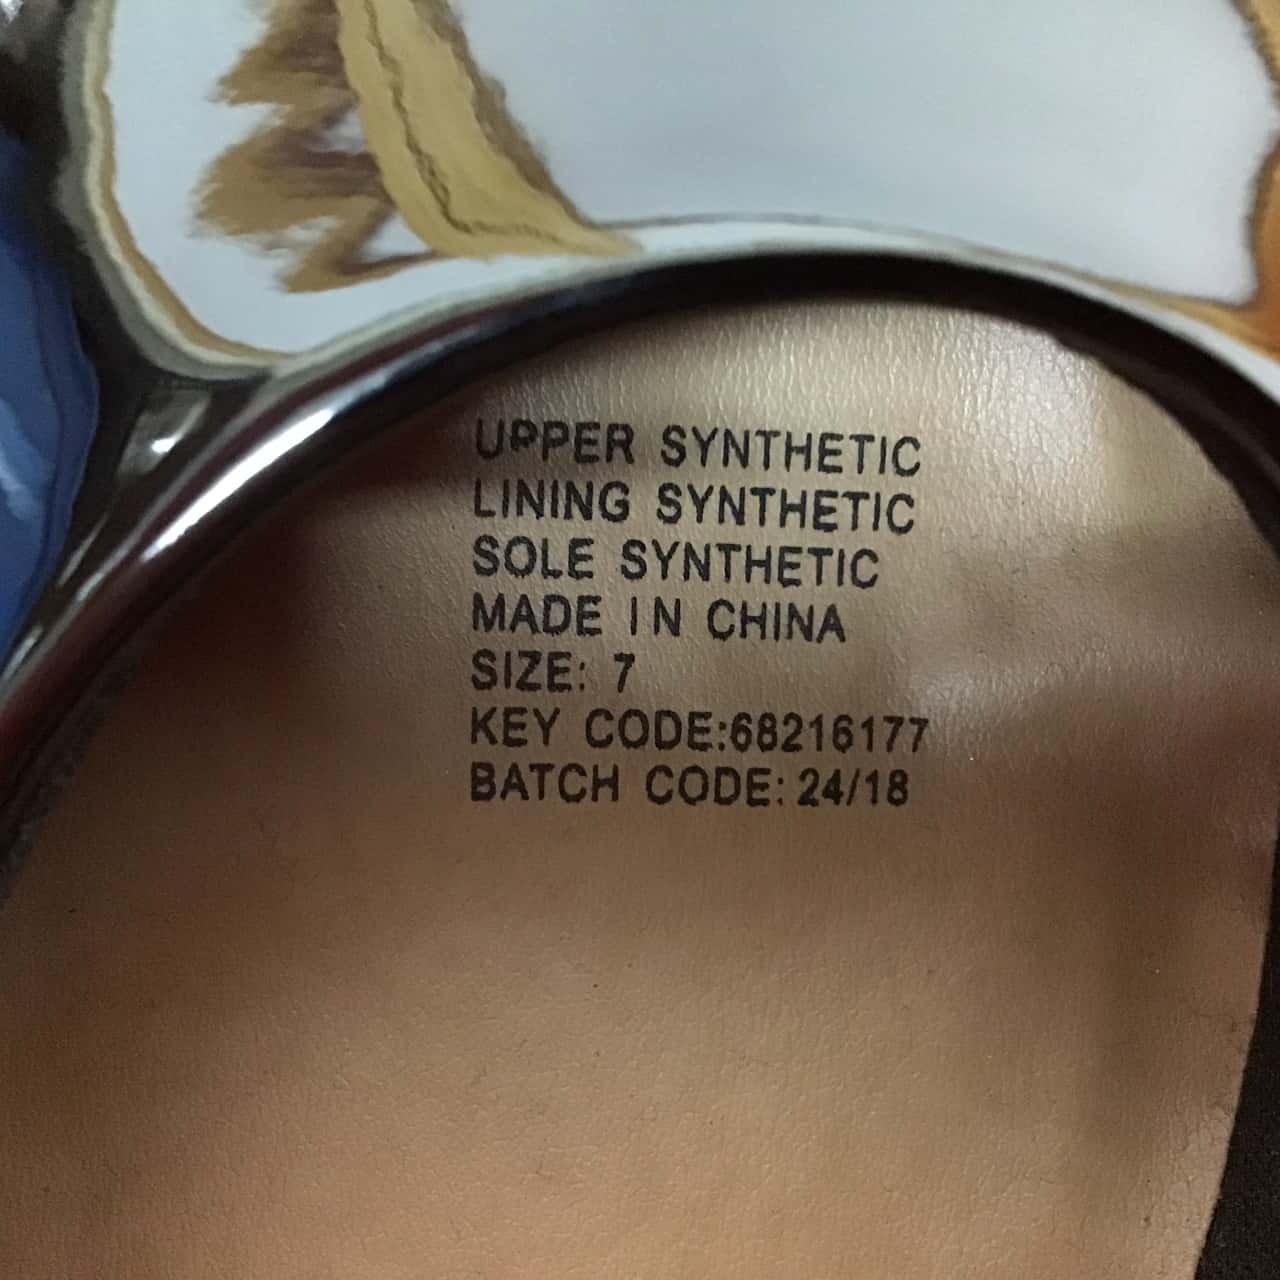 UPPER SYNTHETIC
LINING SYNTHETIC
SOLE SYNTHETIC
MADE IN CHINA
SIZE: 7
KEY CODE:68216177
BATCH CODE: 24/18